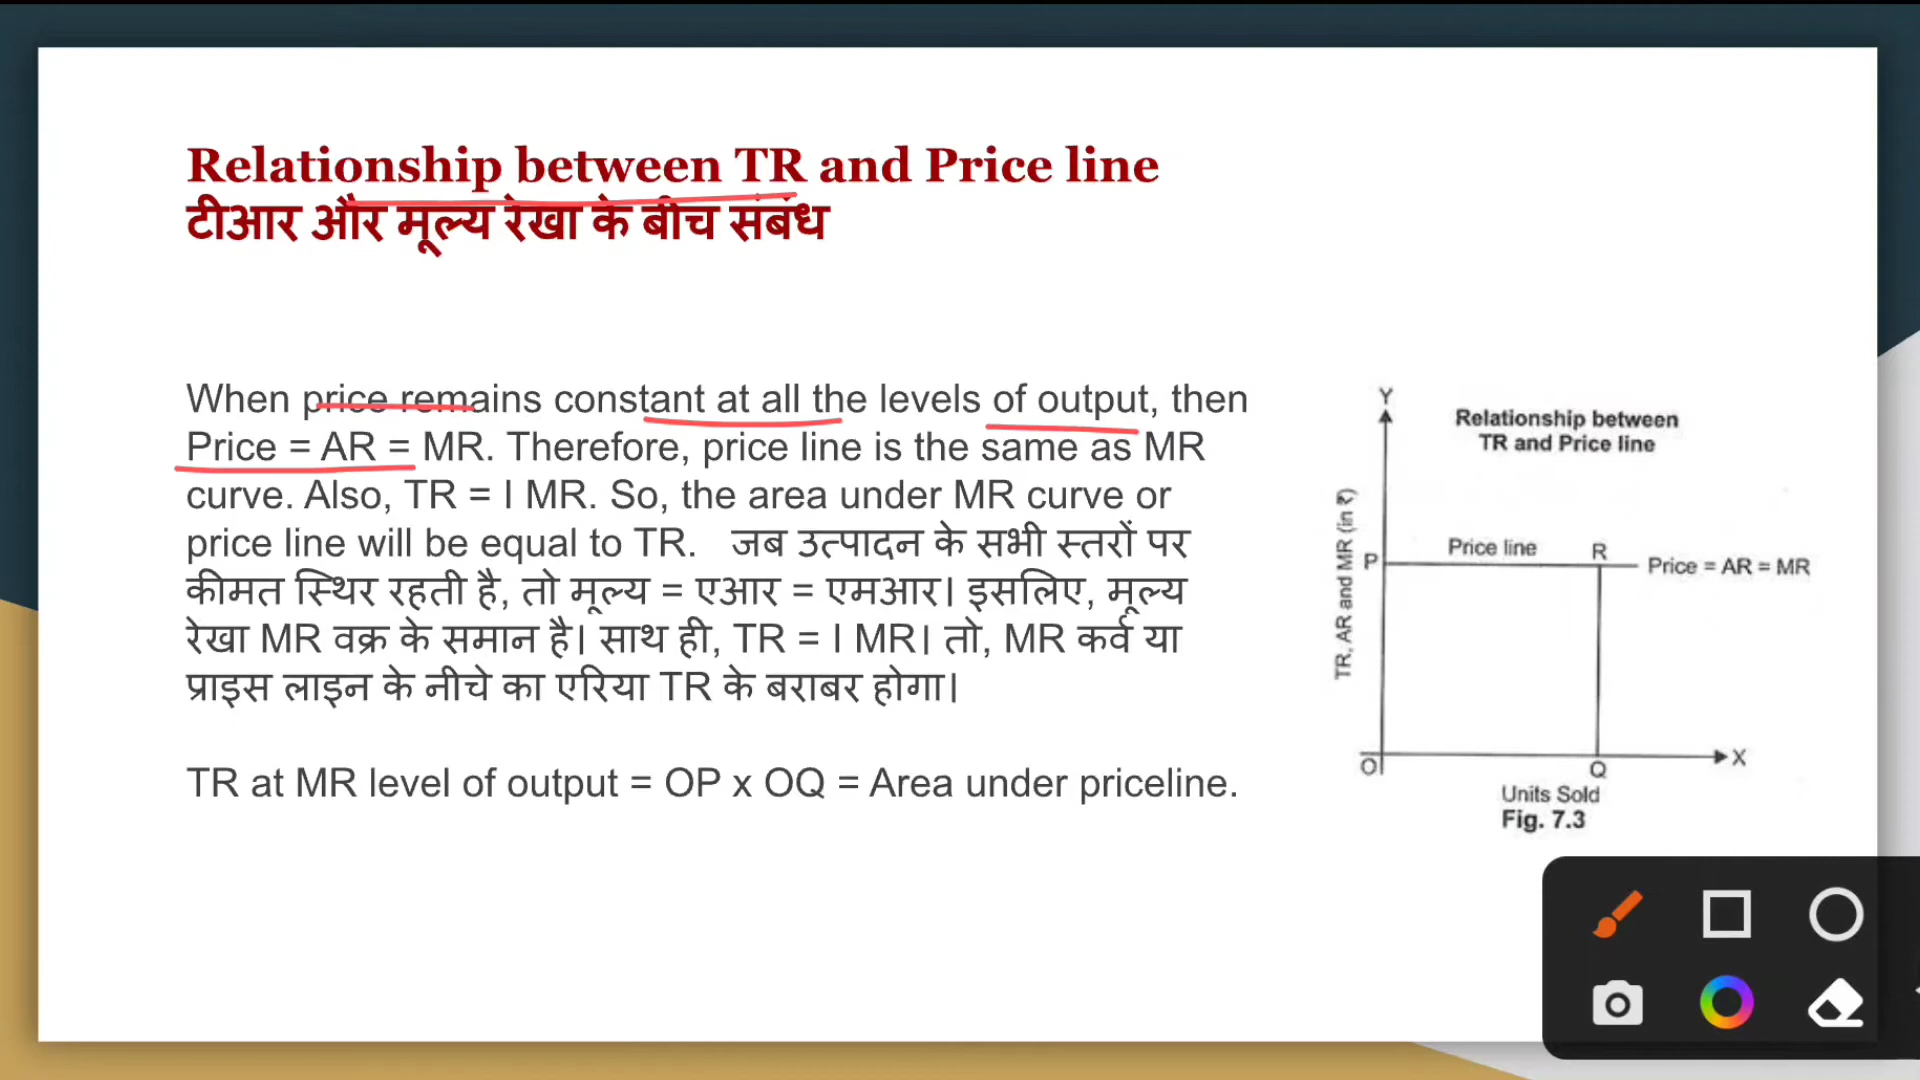 Relationship between TR and Price line
टीआर और मूल्य रेखा के बीच संबंध
When price remains constant at all the levels of output, then
Price = AR = MR. Therefore, price line is the same as MR
curve. Also, TR = I MR. So, the area under MR curve or
price line will be equal to TR. जब उत्पादन के सभी स्तरों पर
कीमत स्थिर रहती है, तो मूल्य = एआर = एमआर। इसलिए, मूल्य
रेखा MR वक्र के समान है। साथ ही, TR = I MR। तो, MR कर्व या
प्राइस लाइन के नीचे का एरिया TR के बराबर होगा।
TR at MR level of output = OP x OQ = Area under priceline.
Y
Relationship between
TR and Price line
TR, AR and MR (in ₹)
P
Price line
R
Price = AR = MR
O
Q
X
Units Sold
Fig. 7.3